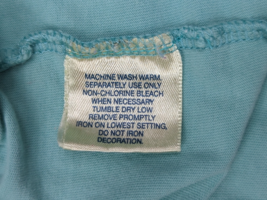 MACHINE WASH WARM.
SEPARATELY USE ONLY
NON-CHLORINE BLEACH
WHEN NECESSARY
TUMBLE DRY LOW
REMOVE PROMPTLY
IRON ON LOWEST SETTING,
DO NOT IRON
DECORATION.